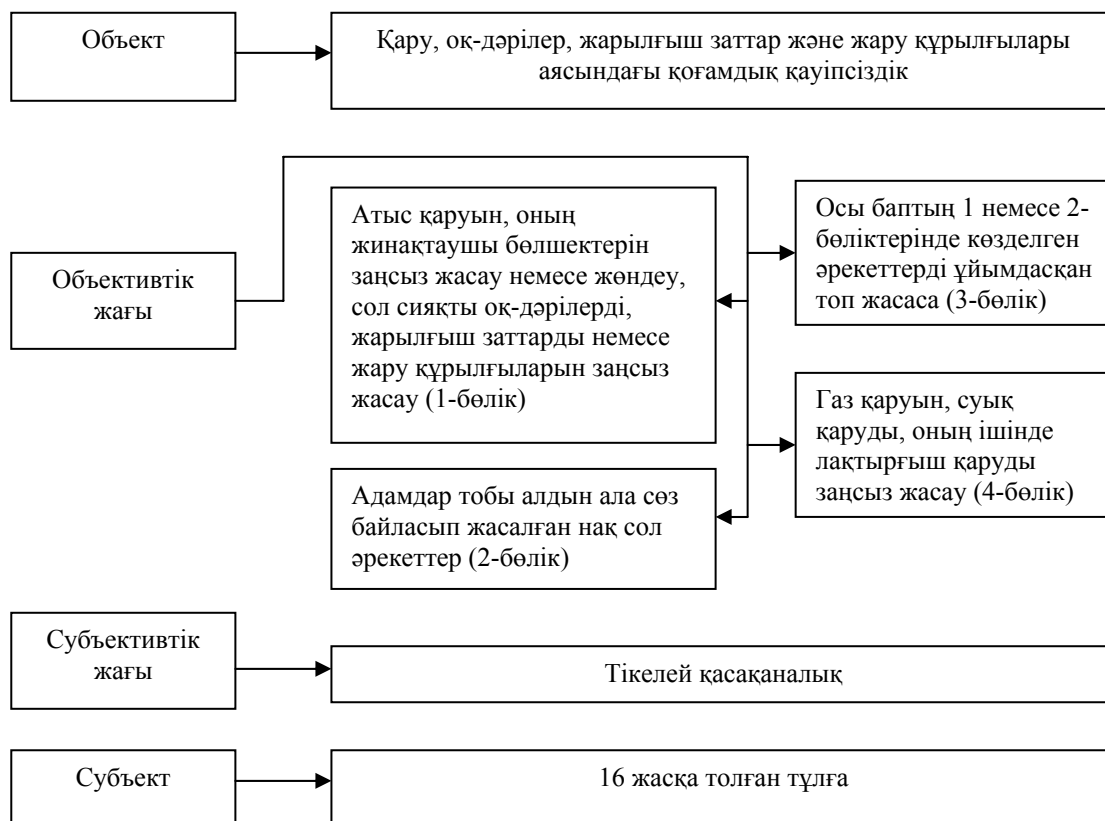 Объект
Қару, оқ-дәрілер, жарылғыш заттар және жару құрылғылары
аясындағы қоғамдық қауіпсіздік
Объективтік
жағы
Атыс қаруын, оның
жинақтаушы бөлшектерін
заңсыз жасау немесе жөндеу,
сол сияқты оқ-дәрілерді,
жарылғыш заттарды немесе
жару құрылғыларын заңсыз
жасау (1-бөлік)
Осы баптың 1 немесе 2-
бөліктерінде көзделген
әрекеттерді ұйымдасқан
топ жасаса (3-бөлік)
Адамдар тобы алдын ала сөз
байласып жасалған нақ сол
әрекеттер (2-бөлік)
Газ қаруын, суық
қаруды, оның ішінде
лақтырғыш қаруды
заңсыз жасау (4-бөлік)
Субъективтік
жағы
Тікелей қасақаналық
Субъект
16 жасқа толған тұлға